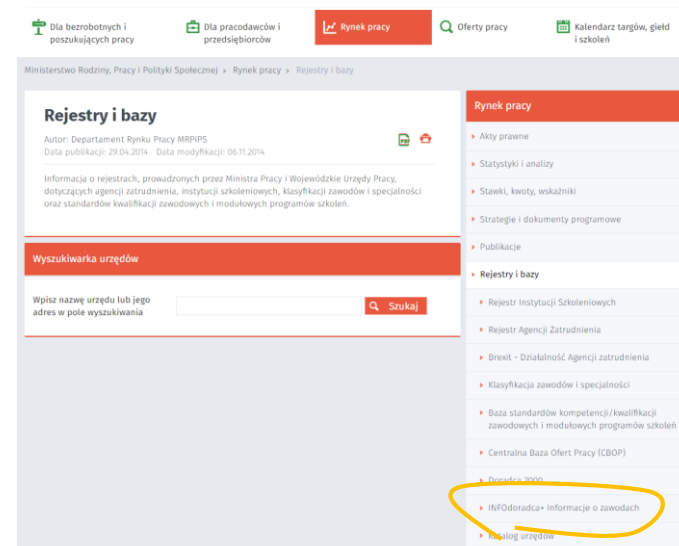 Dla bezrobotnych i
poszukujących pracy
Dla pracodawców i
przedsiębiorców
Rynek pracy
Oferty pracy
Kalendarz targów, giełd
i szkoleń
Ministerstwo Rodziny, Pracy i Polityki Społecznej » Rynek pracy » Rejestry i bazy
Rejestry i bazy
Autor: Departament Rynku Pracy MRPiPS
Data publikacji: 29.04.2014 Data modyfikacji: 06.11.2014
Informacja o rejestrach, prowadzonych przez Ministra Pracy i Wojewódzkie Urzędy Pracy,
dotyczących agencji zatrudnienia, instytucji szkoleniowych, klasyfikacji zawodów i specjalności
oraz standardów kwalifikacji zawodowych i modułowych programów szkoleń.
Wyszukiwarka urzędów
Wpisz nazwę urzędu lub jego
adres w pole wyszukiwania
Szukaj
Rynek pracy
Akty prawne
Statystyki i analizy
Stawki, kwoty, wskaźniki
Strategie i dokumenty programowe
Publikacje
Rejestry i bazy
Rejestr Instytucji Szkoleniowych
Rejestr Agencji Zatrudnienia
Brexit - Działalność Agencji zatrudnienia
Klasyfikacja zawodów i specjalności
Baza standardów kompetencji/kwalifikacji
zawodowych i modułowych programów szkoleń
Centralna Baza Ofert Pracy (CBOP)
Doradca 2000
INFOdoradca+ Informacje o zawodach
Katalog urzędów